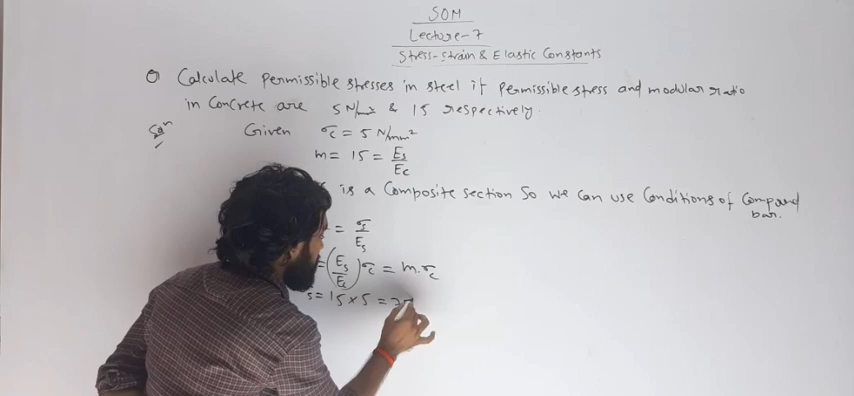 SOM
Lecture-7
Stress-Strain & Elastic Constants
Q Calculate Permissible stresses in steel if Permissible stress and modular ratio
in Concrete are 5 N/mm² & 15 respectively.
Solⁿ Given σc = 5 N/mm²
m = 15 = Es/Ec
is a Composite section So we can use Conditions of Compound
bar.
= σs/Es
= (Es/Ec) σc = m.σc
s = 15 × 5 =